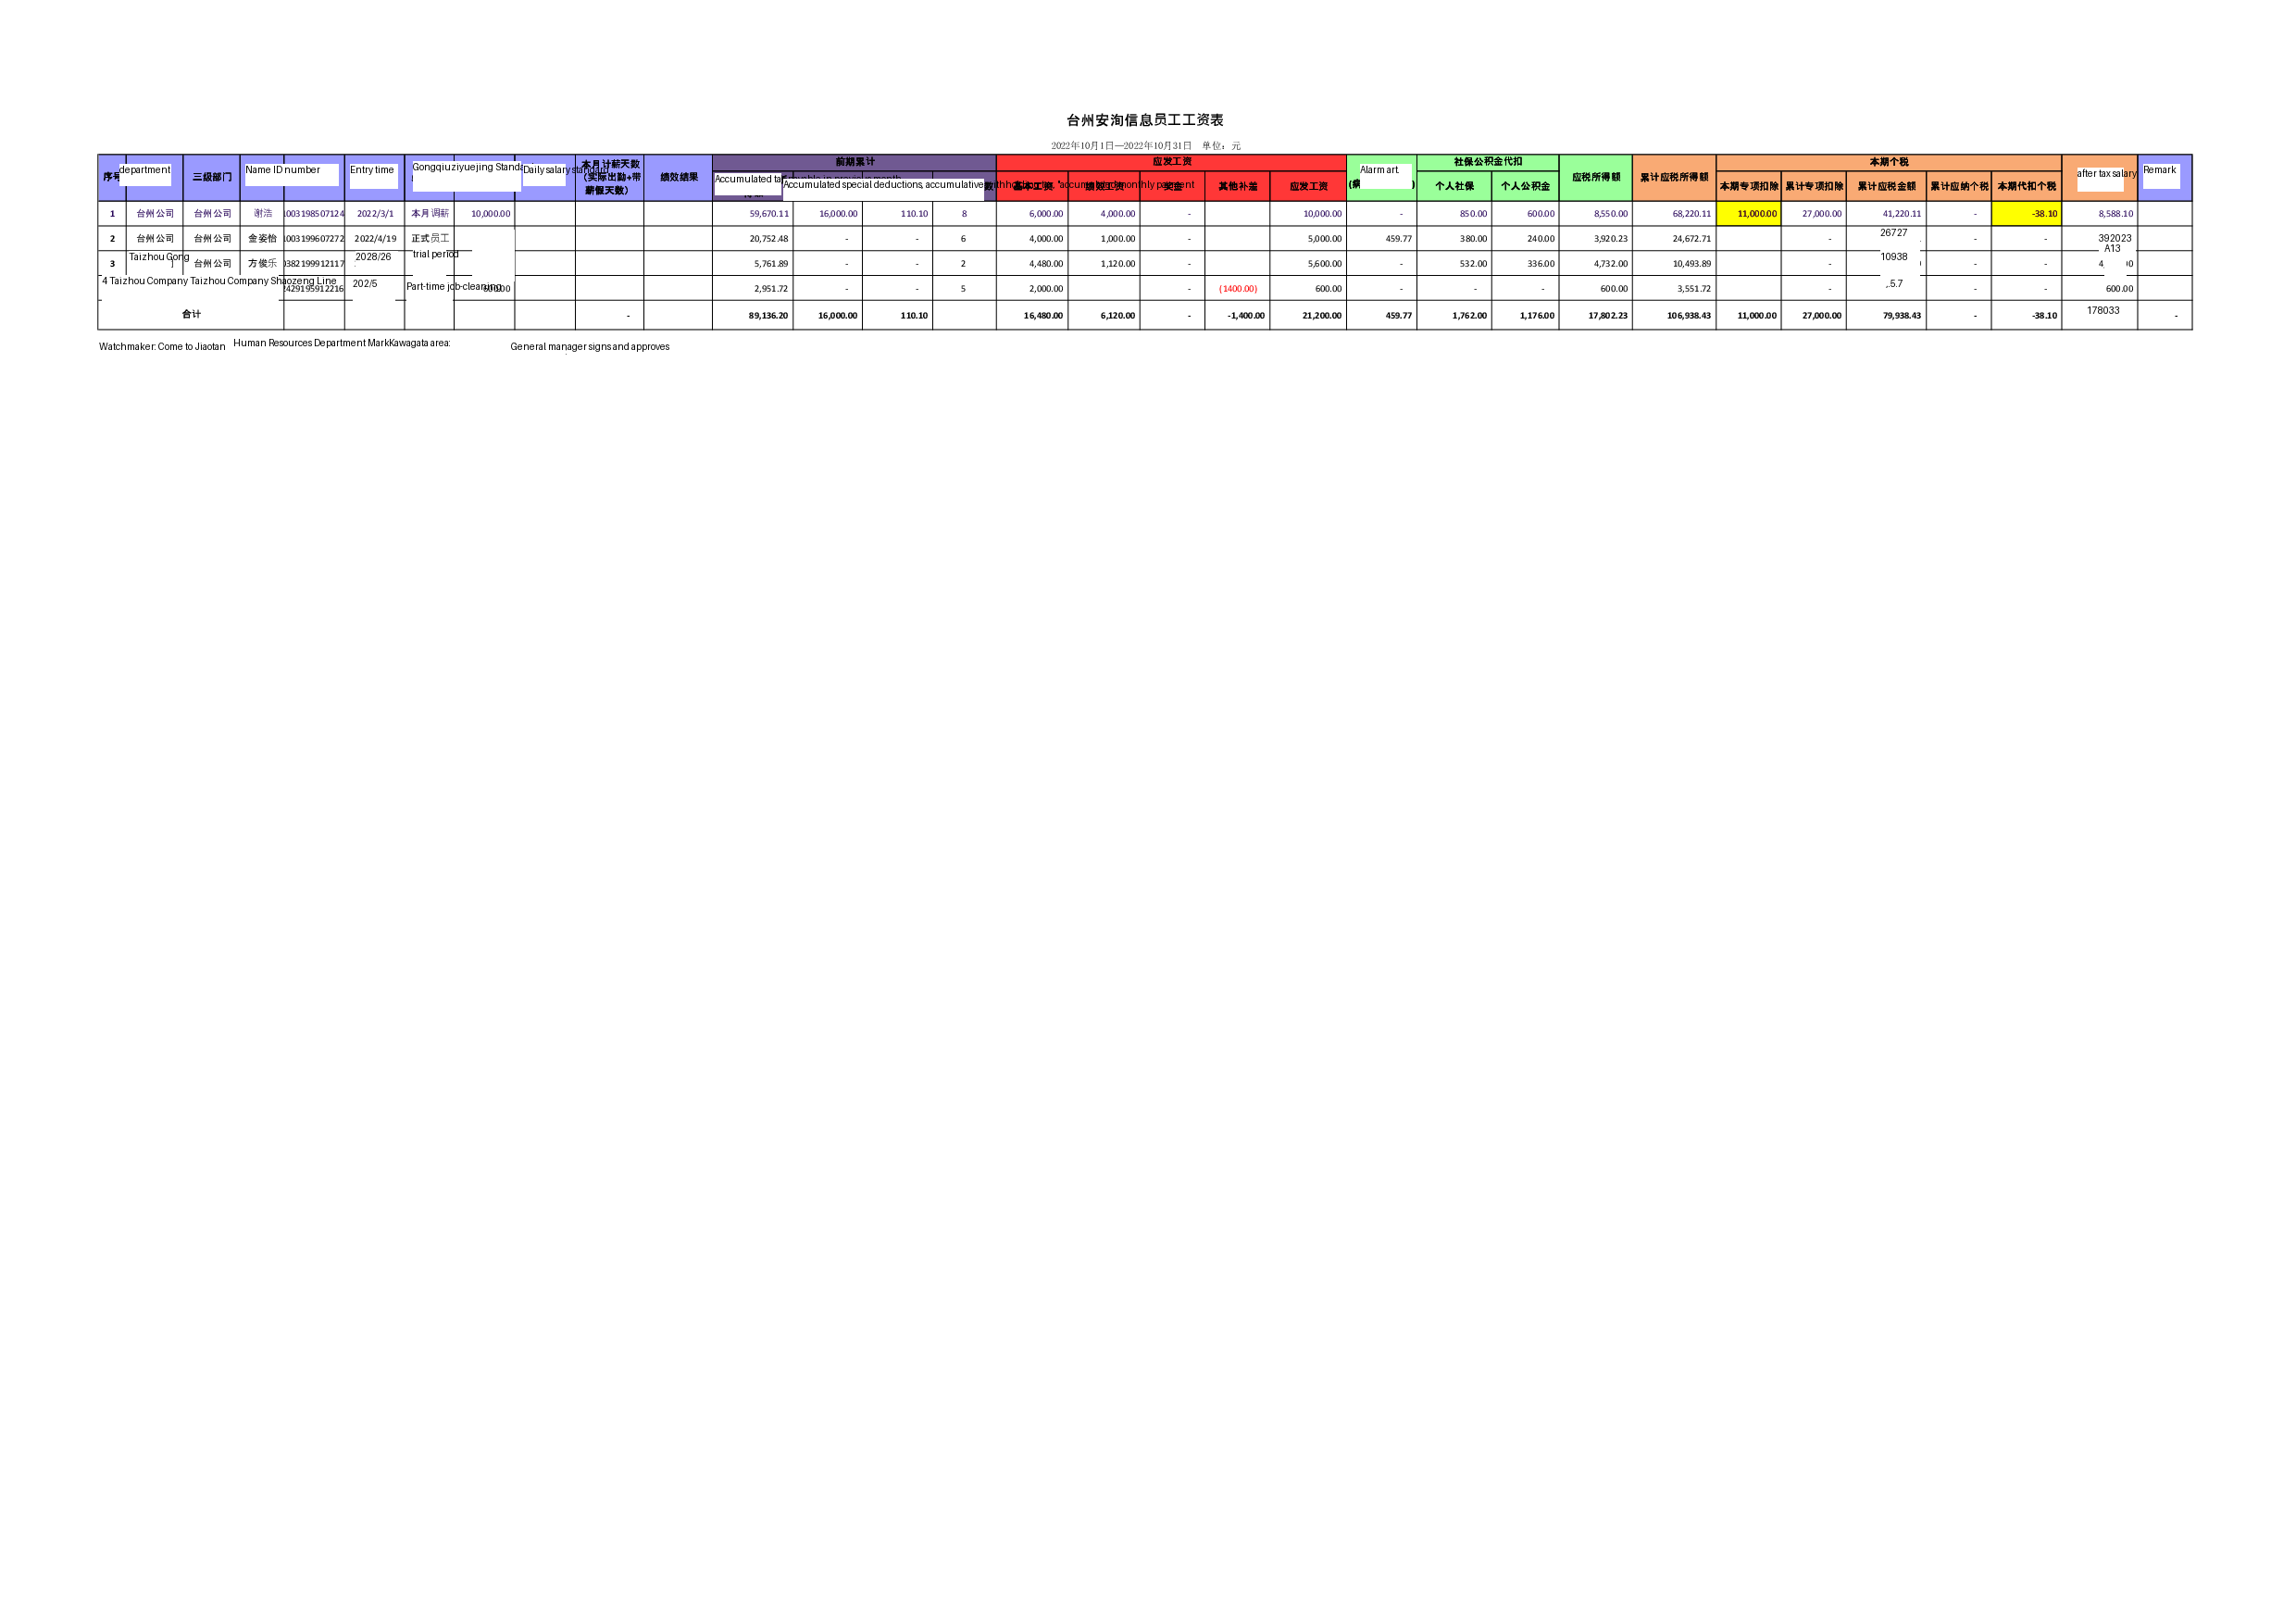 台州安洵信息员工工资表
2022年10月1日—2022年10月31日 单位：元
序号 department 三级部门 Name ID number Entry time Gongqiuziyuejing Standa Daily salary standard 本月计薪天数（实际出勤+带薪假天数） 绩效结果 前期累计 应发工资 Alarm art 社保公积金代扣 应税所得额 累计应税所得额 本期个税 after tax salary Remark
Accumulated ta Accumulated special deductions, accumulative 基本工资 绩效工资 奖金 其他补差 应发工资 个人社保 个人公积金 本期专项扣除 累计专项扣除 累计应税金额 累计应纳个税 本期代扣个税
1 台州公司 台州公司 谢浩 1003198507124 2022/3/1 本月调薪 10,000.00 59,670.11 16,000.00 110.10 8 6,000.00 4,000.00 - 10,000.00 - 850.00 600.00 8,550.00 68,220.11 11,000.00 27,000.00 41,220.11 - -38.10 8,588.10
2 台州公司 台州公司 金姿怡 1003199607272 2022/4/19 正式员工 20,752.48 - - 6 4,000.00 1,000.00 - 5,000.00 459.77 380.00 240.00 3,920.23 24,672.71 - 26727 - - 392023
3 Taizhou Gong 台州公司 方俊乐 0382199912117 2028/26 trial period 5,761.89 - - 2 4,480.00 1,120.00 - 5,600.00 - 532.00 336.00 4,732.00 10,493.89 - 10938 - - A13
4 Taizhou Company Taizhou Company Shaozeng Line 2429195912216 202/5 Part-time job-cleaning 2,951.72 - - 5 2,000.00 - (1400.00) 600.00 - - - 600.00 3,551.72 - ,.5.7 - - 600.00
合计 - 89,136.20 16,000.00 110.10 16,480.00 6,120.00 - -1,400.00 21,200.00 459.77 1,762.00 1,176.00 17,802.23 106,938.43 11,000.00 27,000.00 79,938.43 - -38.10 178033 -
Watchmaker: Come to Jiaotan Human Resources Department MarkKawagata area: General manager signs and approves